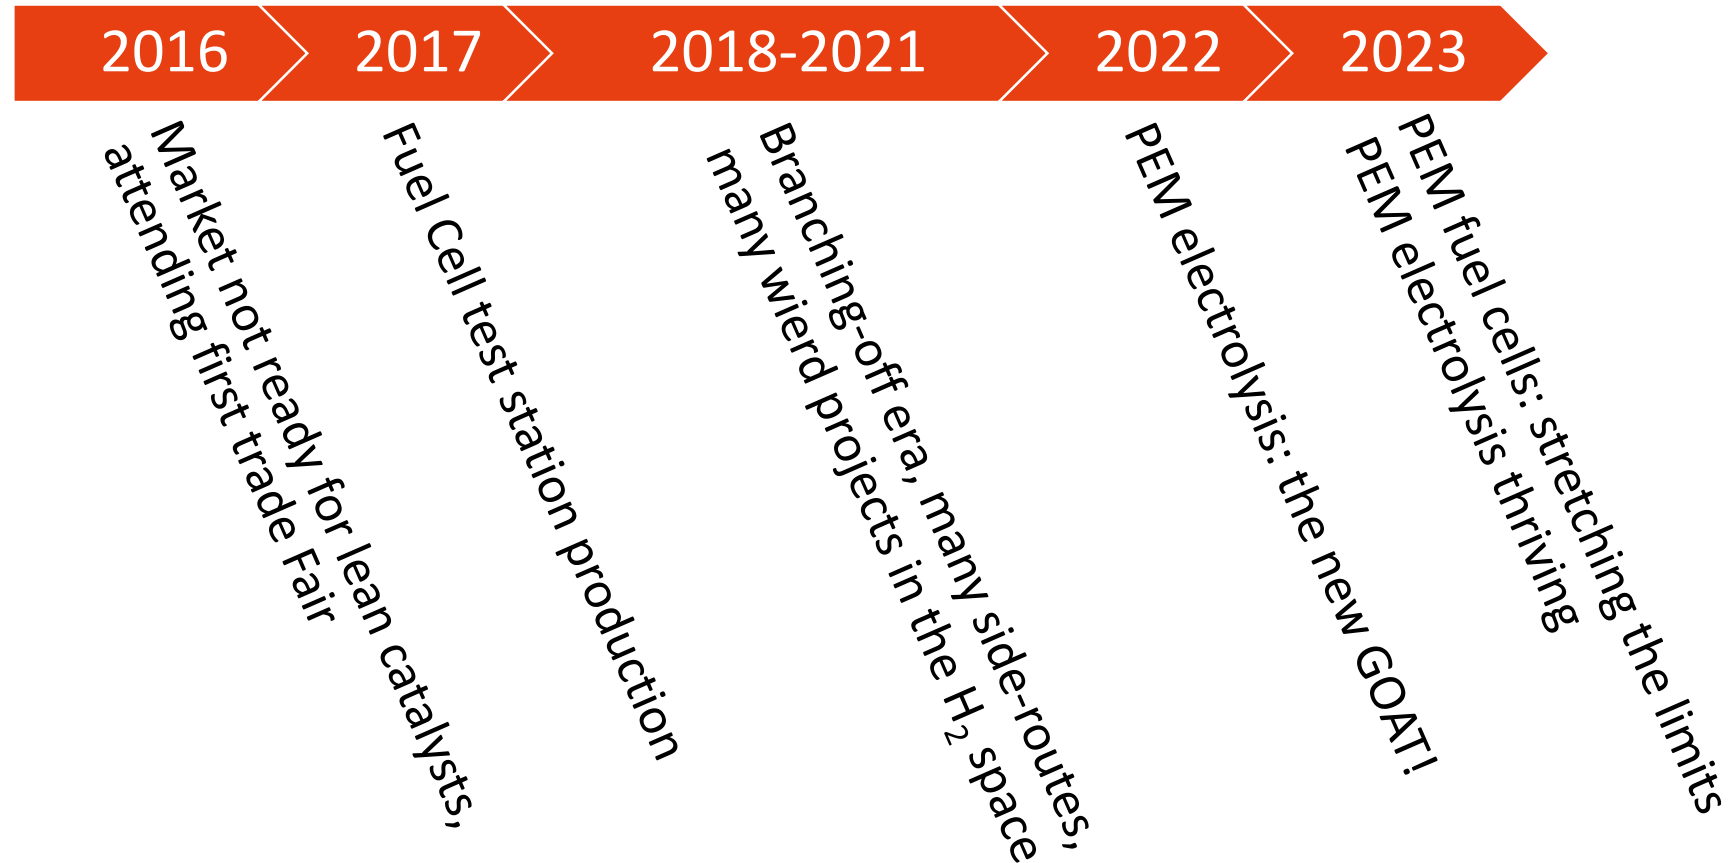 2016
2017
2018-2021
2022
2023
Market not ready for lean catalysts,
attending first trade Fair
Fuel Cell test station production
Branching-off era, many side-routes,
many wierd projects in the H₂ space
PEM electrolysis: the new GOAT!
PEM fuel cells: stretching the limits
PEM electrolysis thriving